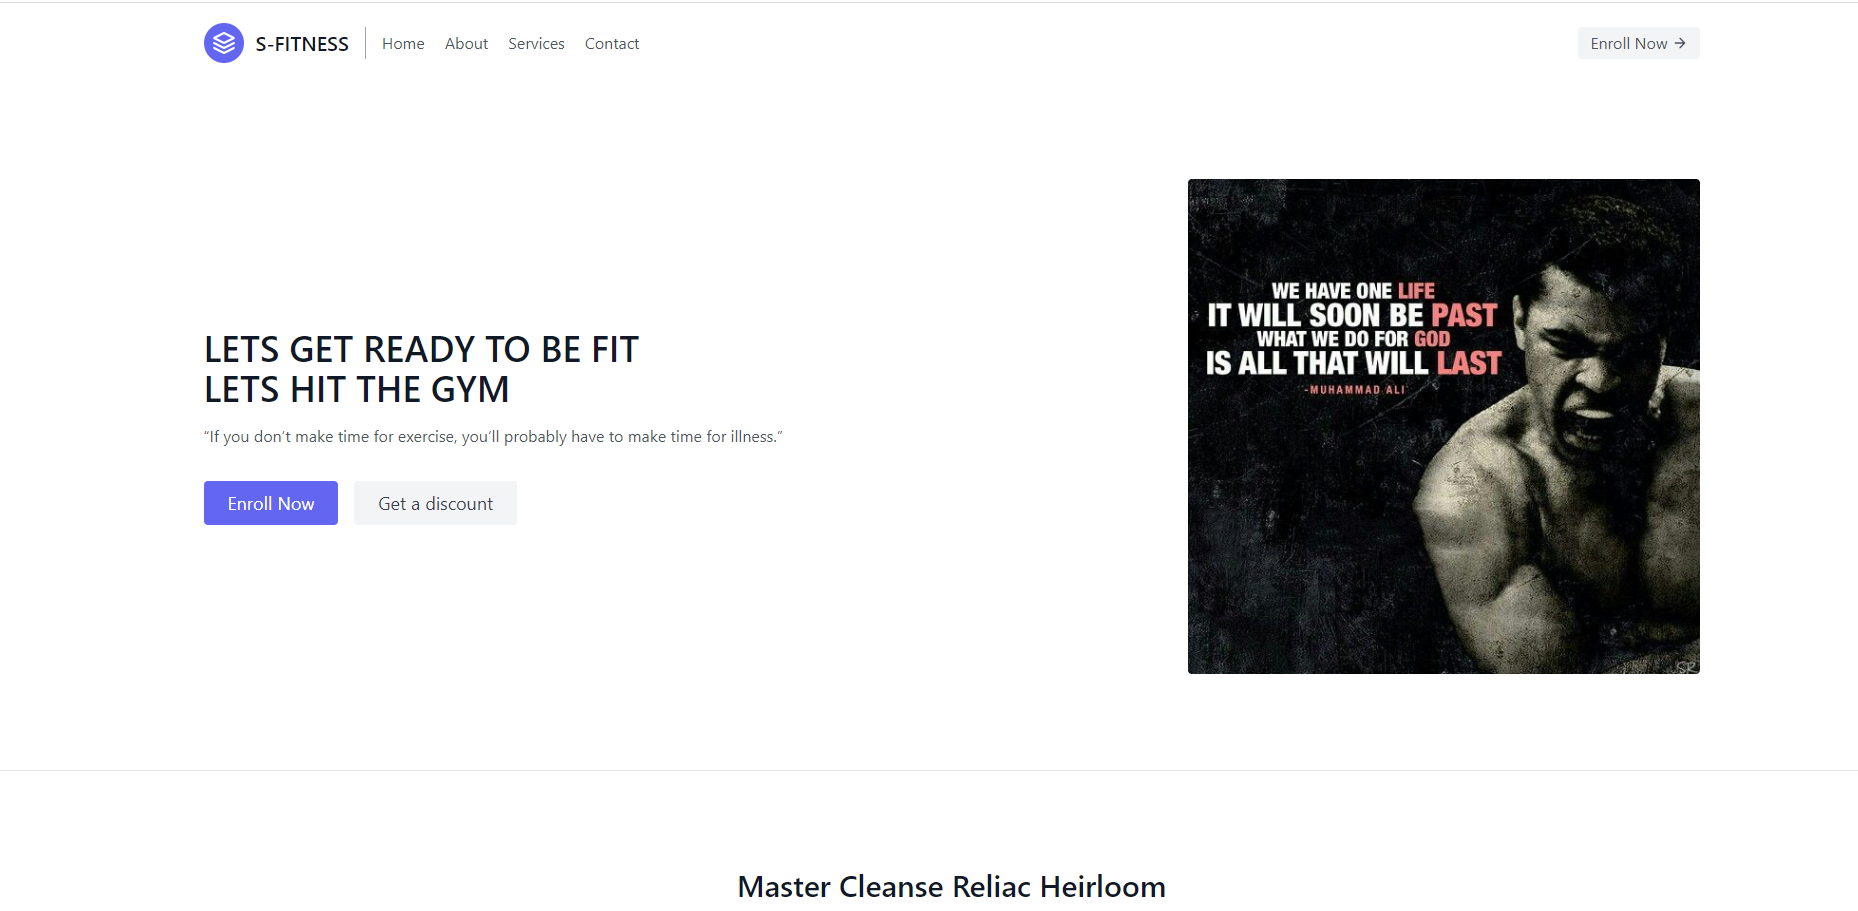 S-FITNESS
Home
About
Services
Contact
Enroll Now →
LETS GET READY TO BE FIT
LETS HIT THE GYM
“If you don’t make time for exercise, you’ll probably have to make time for illness.”
Enroll Now
Get a discount
WE HAVE ONE LIFE
IT WILL SOON BE PAST
WHAT WE DO FOR GOD
IS ALL THAT WILL LAST
-MUHAMMAD ALI
SR
Master Cleanse Reliac Heirloom